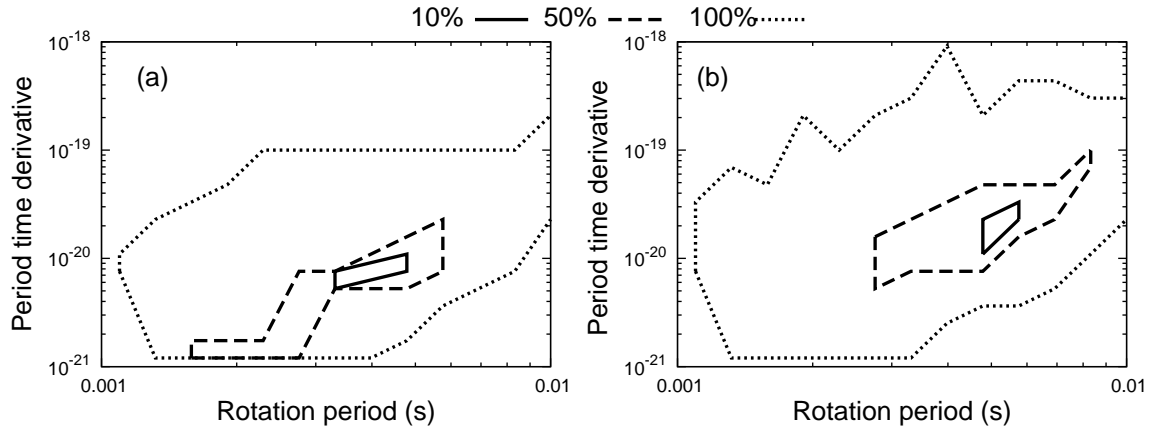 10% 50% 100%
10⁻¹⁸ (a) 10⁻¹⁸ (b)
10⁻¹⁹ 10⁻¹⁹
10⁻²⁰ 10⁻²⁰
10⁻²¹ 10⁻²¹
Period time derivative Period time derivative
0.001 0.01 0.001 0.01
Rotation period (s) Rotation period (s)